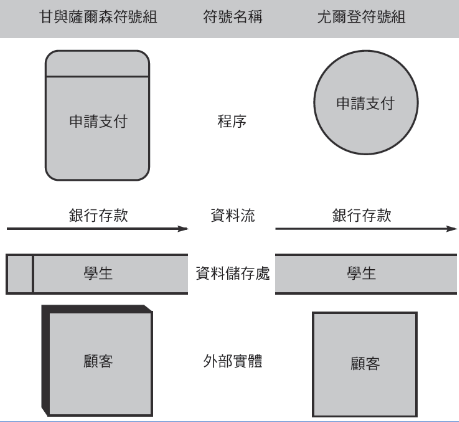 甘與薩爾森符號組 符號名稱 尤爾登符號組
申請支付 程序 申請支付
銀行存款 資料流 銀行存款
學生 資料儲存處 學生
顧客 外部實體 顧客